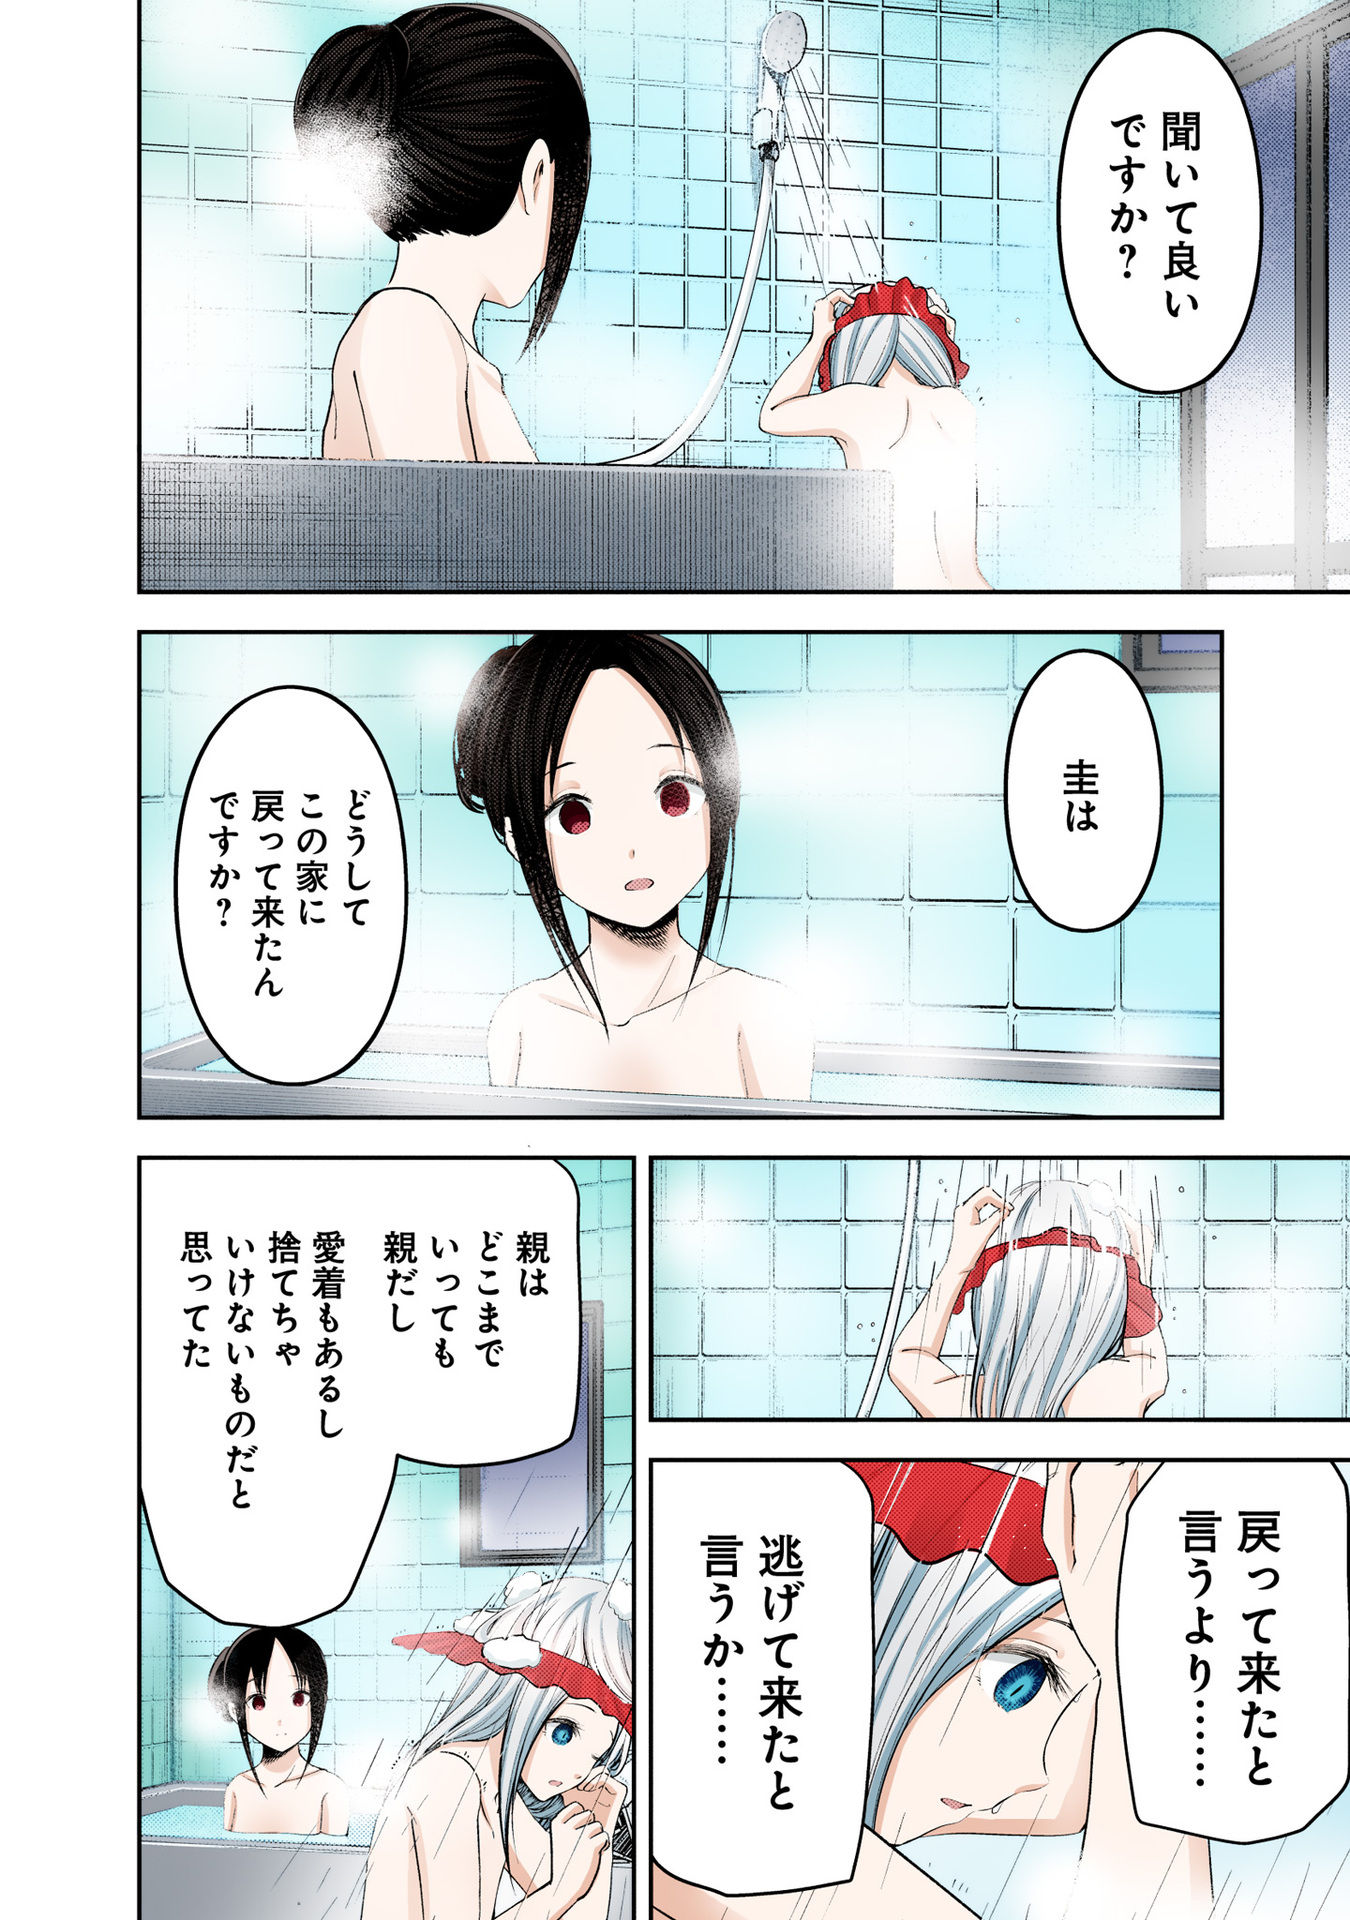 聞いて良い
ですか？
圭は
どうして
この家に
戻って来たん
ですか？
戻って来たと
言うより……
逃げて来たと
言うか……
親は
どこまで
いっても
親だし
愛着もあるし
捨てちゃ
いけないものだと
思ってた